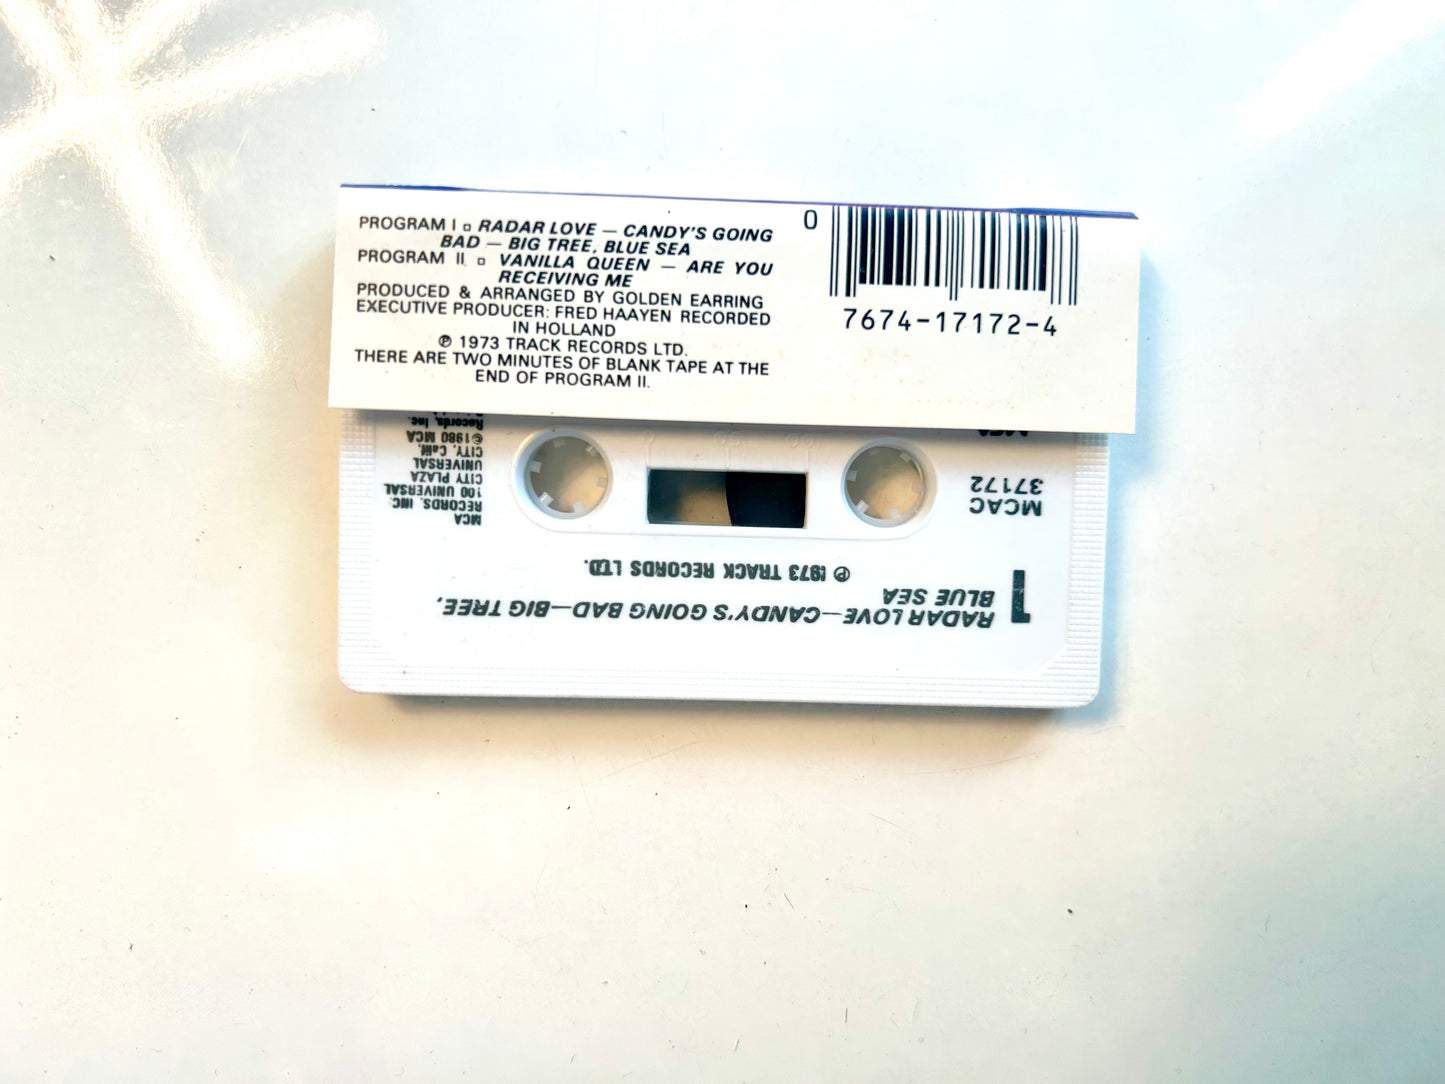 PROGRAM I ▫ RADAR LOVE — CANDY'S GOING
BAD — BIG TREE, BLUE SEA
PROGRAM II. ▫ VANILLA QUEEN — ARE YOU
RECEIVING ME
PRODUCED & ARRANGED BY GOLDEN EARRING
EXECUTIVE PRODUCER: FRED HAAYEN RECORDED
IN HOLLAND
℗ 1973 TRACK RECORDS LTD.
THERE ARE TWO MINUTES OF BLANK TAPE AT THE
END OF PROGRAM II.
0
7674-17172-4
1
RADAR LOVE—CANDY'S GOING BAD—BIG TREE,
BLUE SEA
℗ 1973 TRACK RECORDS LTD.
MCAC
37172
MCA
RECORDS, INC.
100 UNIVERSAL
CITY PLAZA
UNIVERSAL
CITY, Calif.
©1980 MCA
Records, Inc.
0 50 100